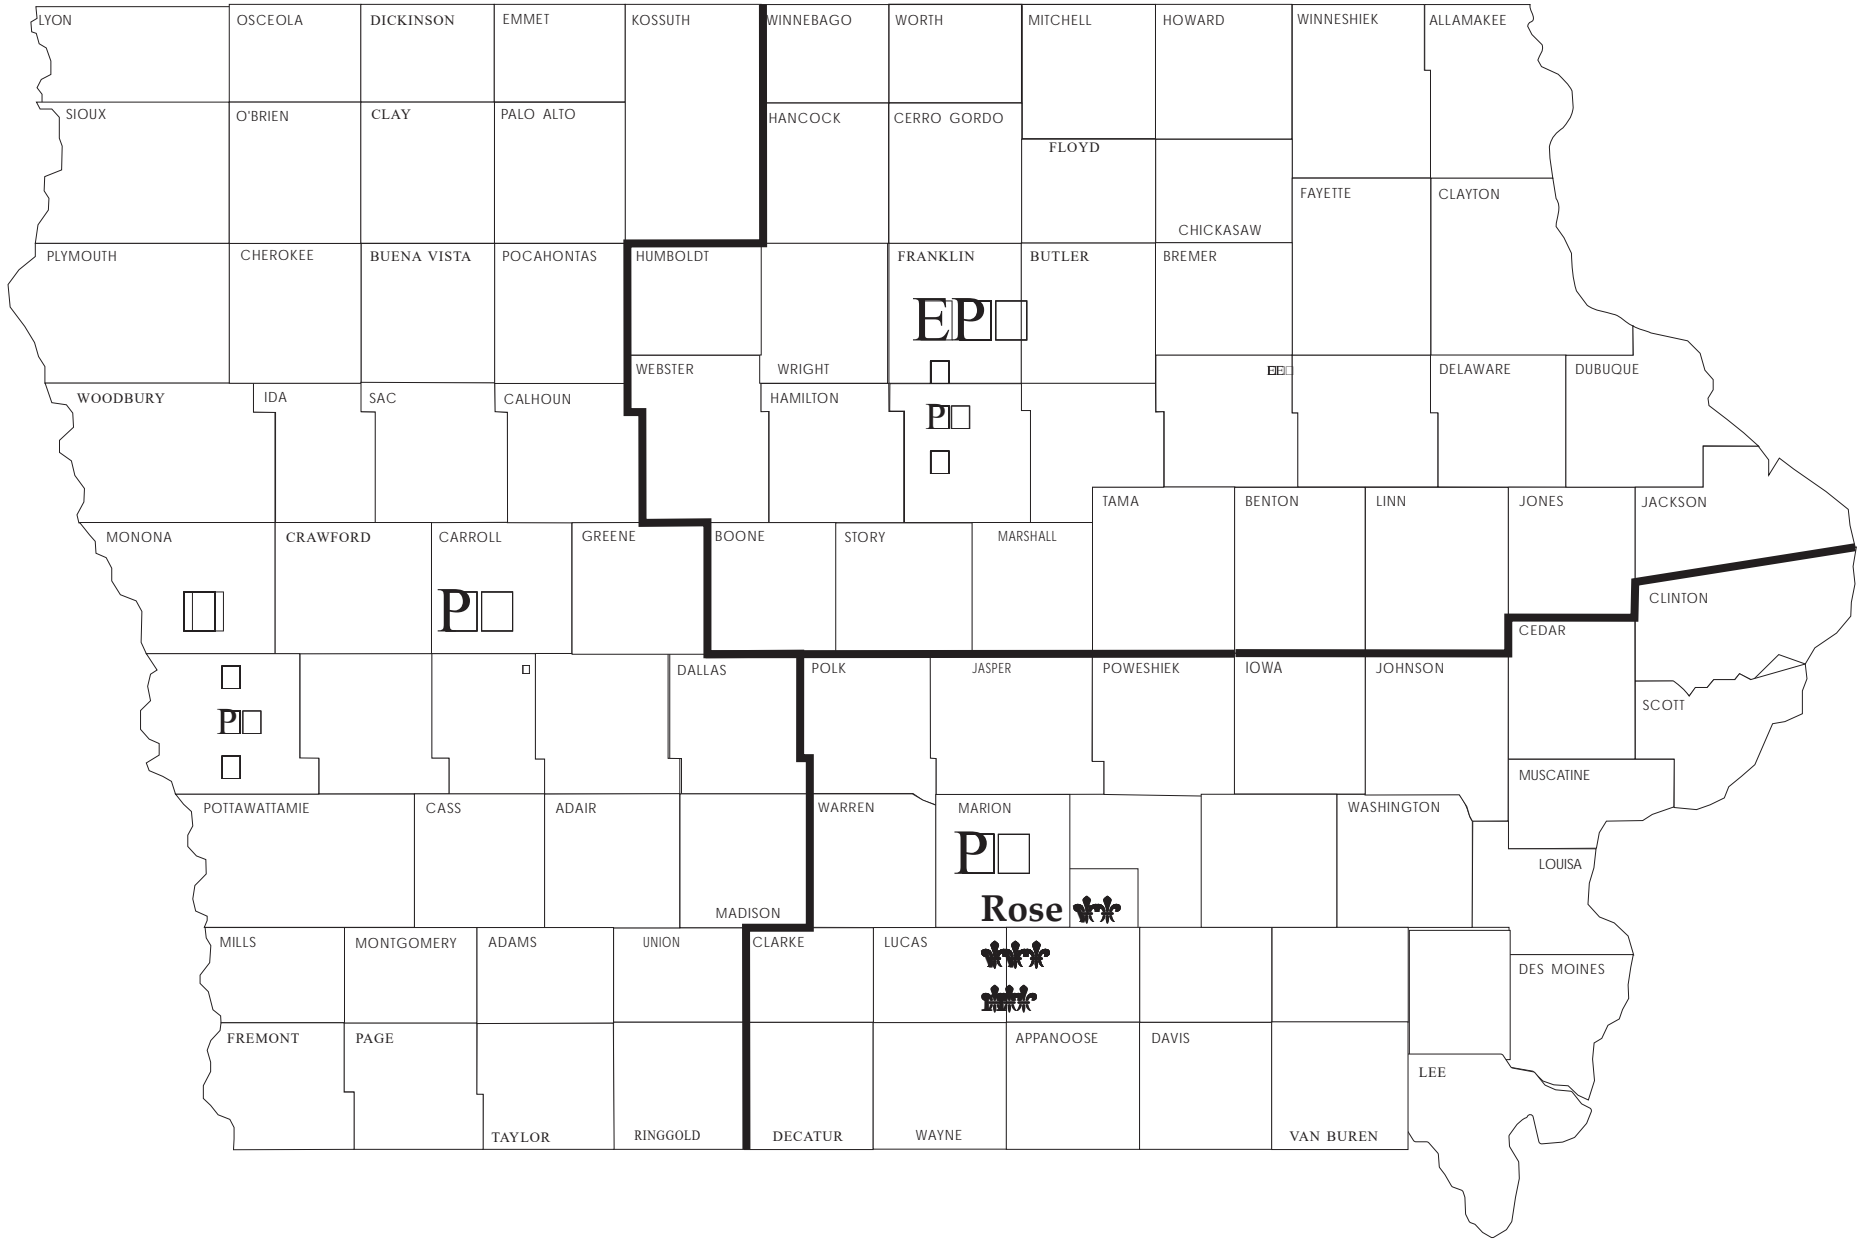 LYON OSCEOLA DICKINSON EMMET KOSSUTH WINNEBAGO WORTH MITCHELL HOWARD WINNESHIEK ALLAMAKEE
SIOUX O'BRIEN CLAY PALO ALTO HANCOCK CERRO GORDO
FLOYD
FAYETTE CLAYTON
CHICKASAW
PLYMOUTH CHEROKEE BUENA VISTA POCAHONTAS HUMBOLDT FRANKLIN BUTLER BREMER
EP
WEBSTER WRIGHT DELAWARE DUBUQUE
WOODBURY IDA SAC CALHOUN HAMILTON
P
TAMA BENTON LINN JONES JACKSON
MONONA CRAWFORD CARROLL GREENE BOONE STORY MARSHALL
P
CLINTON
CEDAR
DALLAS POLK JASPER POWESHIEK IOWA JOHNSON
SCOTT
P
MUSCATINE
POTTAWATTAMIE CASS ADAIR WARREN MARION WASHINGTON
P
LOUISA
MADISON Rose
MILLS MONTGOMERY ADAMS UNION CLARKE LUCAS
DES MOINES
FREMONT PAGE APPANOOSE DAVIS
LEE
TAYLOR RINGGOLD DECATUR WAYNE VAN BUREN